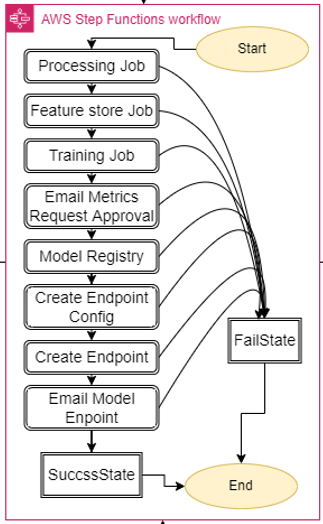 AWS Step Functions workflow
Start
Processing Job
Feature store Job
Training Job
Email Metrics
Request Approval
Model Registry
Create Endpoint
Config
FailState
Create Endpoint
Email Model
Enpoint
SuccssState
End